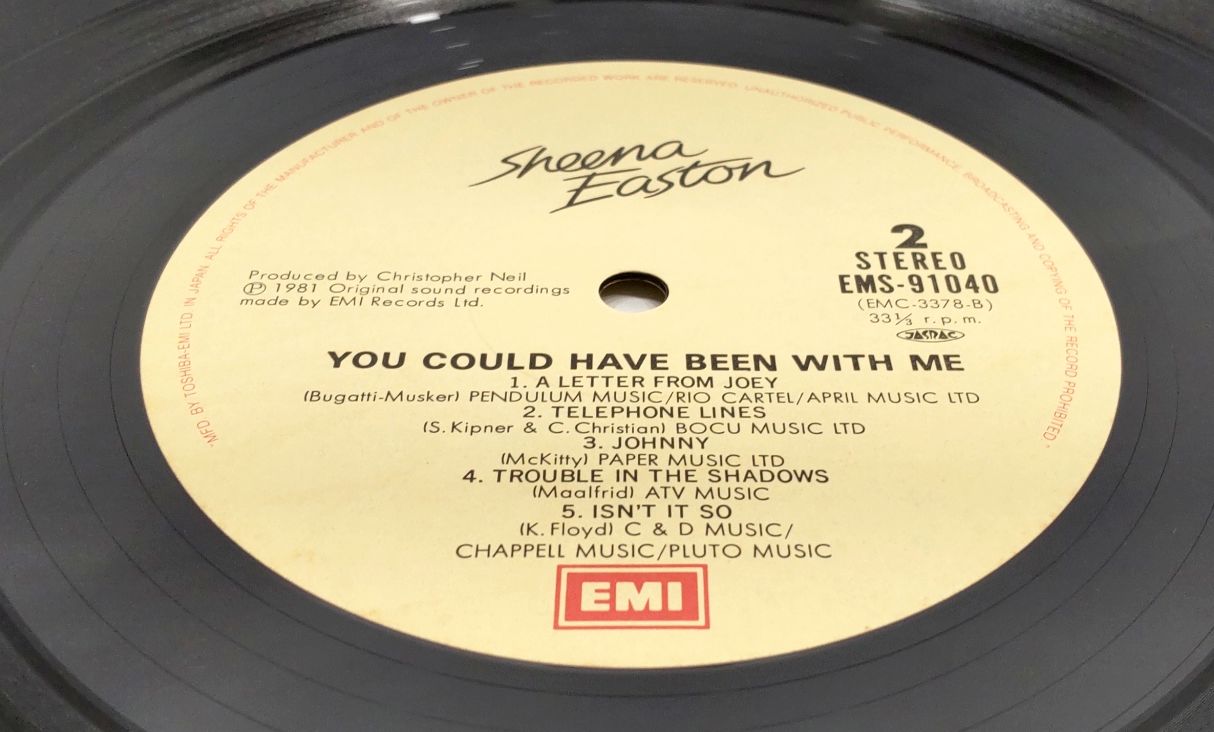 "MFD. BY TOSHIBA-EMI LTD. IN JAPAN. ALL RIGHTS OF THE MANUFACTURER AND OF THE OWNER OF THE RECORDED WORK ARE RESERVED. UNAUTHORIZED PUBLIC PERFORMANCE, BROADCASTING AND COPYING OF THE RECORD PROHIBITED"
Sheena
Easton
2
STEREO
EMS-91040
(EMC-3378-B)
33⅓ r.p.m.
JASRAC
Produced by Christopher Neil
Ⓟ 1981 Original sound recordings
made by EMI Records Ltd.
YOU COULD HAVE BEEN WITH ME
1. A LETTER FROM JOEY
(Bugatti-Musker) PENDULUM MUSIC/RIO CARTEL/APRIL MUSIC LTD
2. TELEPHONE LINES
(S. Kipner & C. Christian) BOCU MUSIC LTD
3. JOHNNY
(McKitty) PAPER MUSIC LTD
4. TROUBLE IN THE SHADOWS
(Maalfrid) ATV MUSIC
5. ISN'T IT SO
(K. Floyd) C & D MUSIC/
CHAPPELL MUSIC/PLUTO MUSIC
EMI